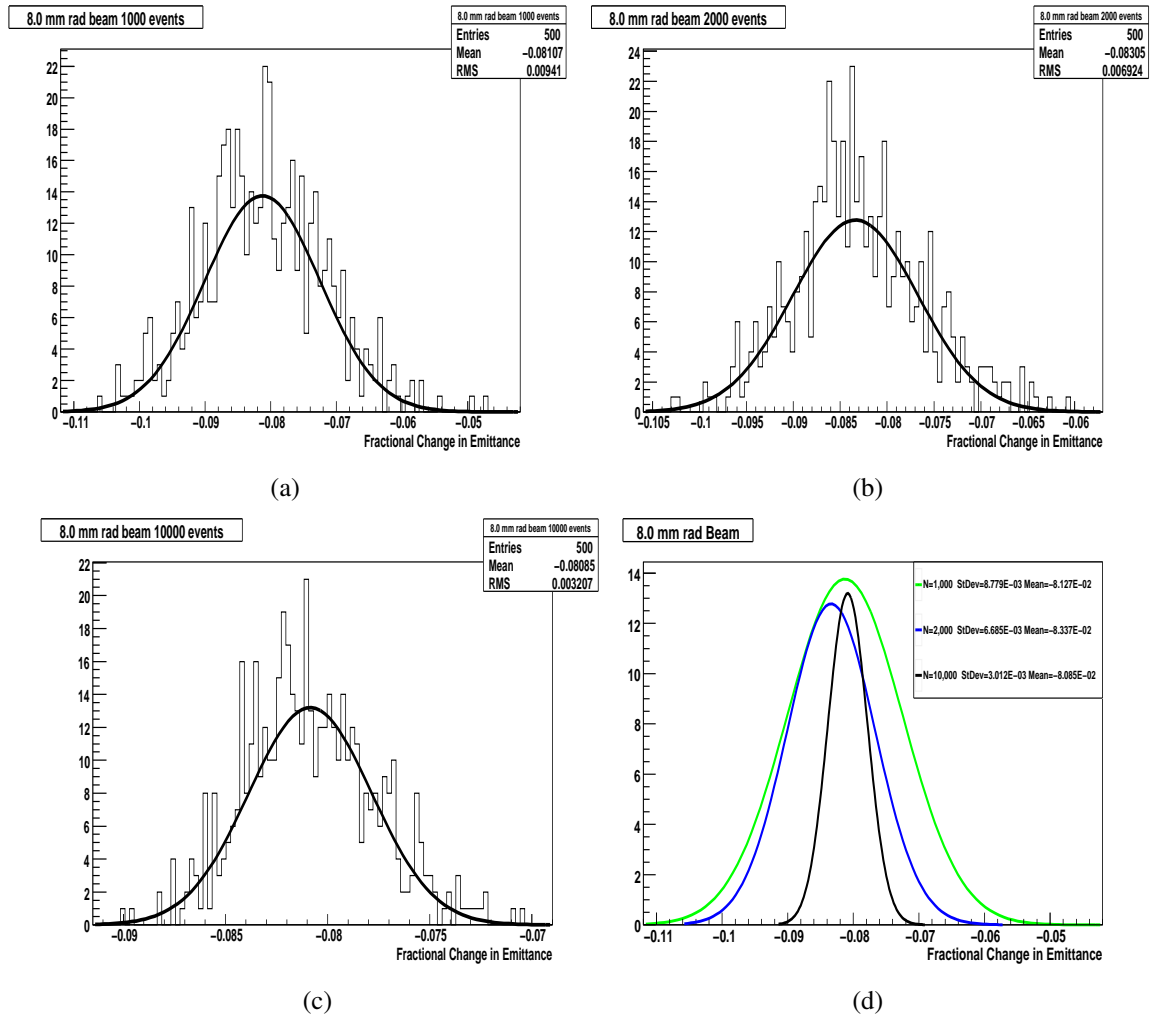 8.0 mm rad beam 1000 events
8.0 mm rad beam 1000 events
Entries 500
Mean −0.08107
RMS 0.00941
22
20
18
16
14
12
10
8
6
4
2
0
−0.11 −0.1 −0.09 −0.08 −0.07 −0.06 −0.05
Fractional Change in Emittance
(a)
8.0 mm rad beam 2000 events
8.0 mm rad beam 2000 events
Entries 500
Mean −0.08305
RMS 0.006924
24
22
20
18
16
14
12
10
8
6
4
2
0
−0.105 −0.1 −0.095 −0.09 −0.085 −0.08 −0.075 −0.07 −0.065 −0.06
Fractional Change in Emittance
(b)
8.0 mm rad beam 10000 events
8.0 mm rad beam 10000 events
Entries 500
Mean −0.08085
RMS 0.003207
22
20
18
16
14
12
10
8
6
4
2
0
−0.09 −0.085 −0.08 −0.075 −0.07
Fractional Change in Emittance
(c)
8.0 mm rad Beam
N=1,000 StDev=8.779E−03 Mean=−8.127E−02
N=2,000 StDev=6.685E−03 Mean=−8.337E−02
N=10,000 StDev=3.012E−03 Mean=−8.085E−02
14
12
10
8
6
4
2
0
−0.11 −0.1 −0.09 −0.08 −0.07 −0.06 −0.05
Fractional Change in Emittance
(d)